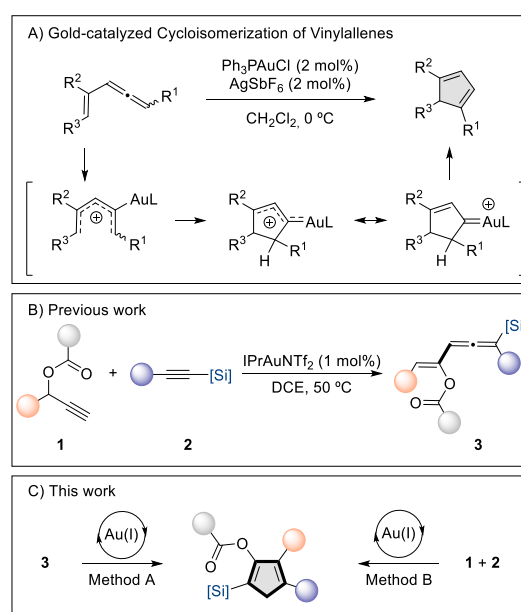 A) Gold-catalyzed Cycloisomerization of Vinylallenes
R2
R3
R1
Ph3PAuCl (2 mol%)
AgSbF6 (2 mol%)
CH2Cl2, 0 ºC
R2
R3
R1
R2
AuL
R3
R1
+
R2
AuL
R3
R1
H
+
R2
AuL
R3
R1
H
+
B) Previous work
O
O
1
+
[Si]
2
IPrAuNTf2 (1 mol%)
DCE, 50 ºC
[Si]
O
O
3
C) This work
3
Au(I)
Method A
O
O
[Si]
Au(I)
Method B
1 + 2